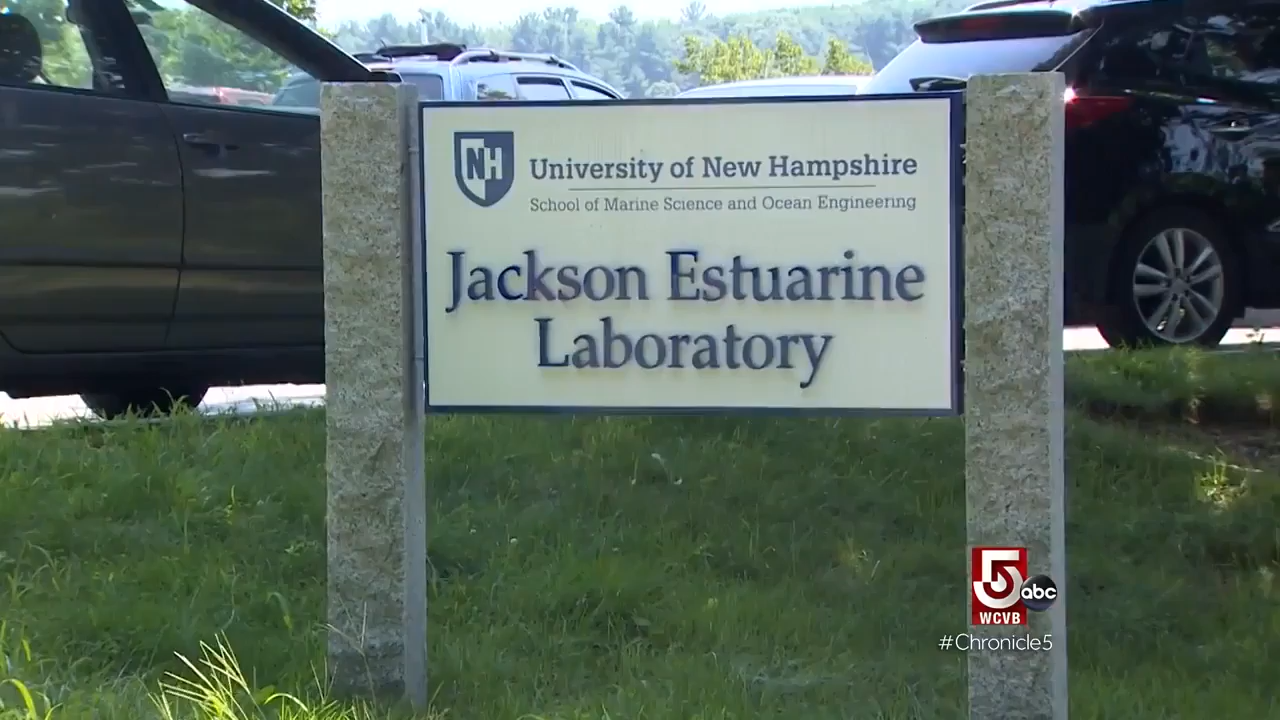 NH
University of New Hampshire
School of Marine Science and Ocean Engineering
Jackson Estuarine
Laboratory
5
abc
WCVB
#Chronicle5